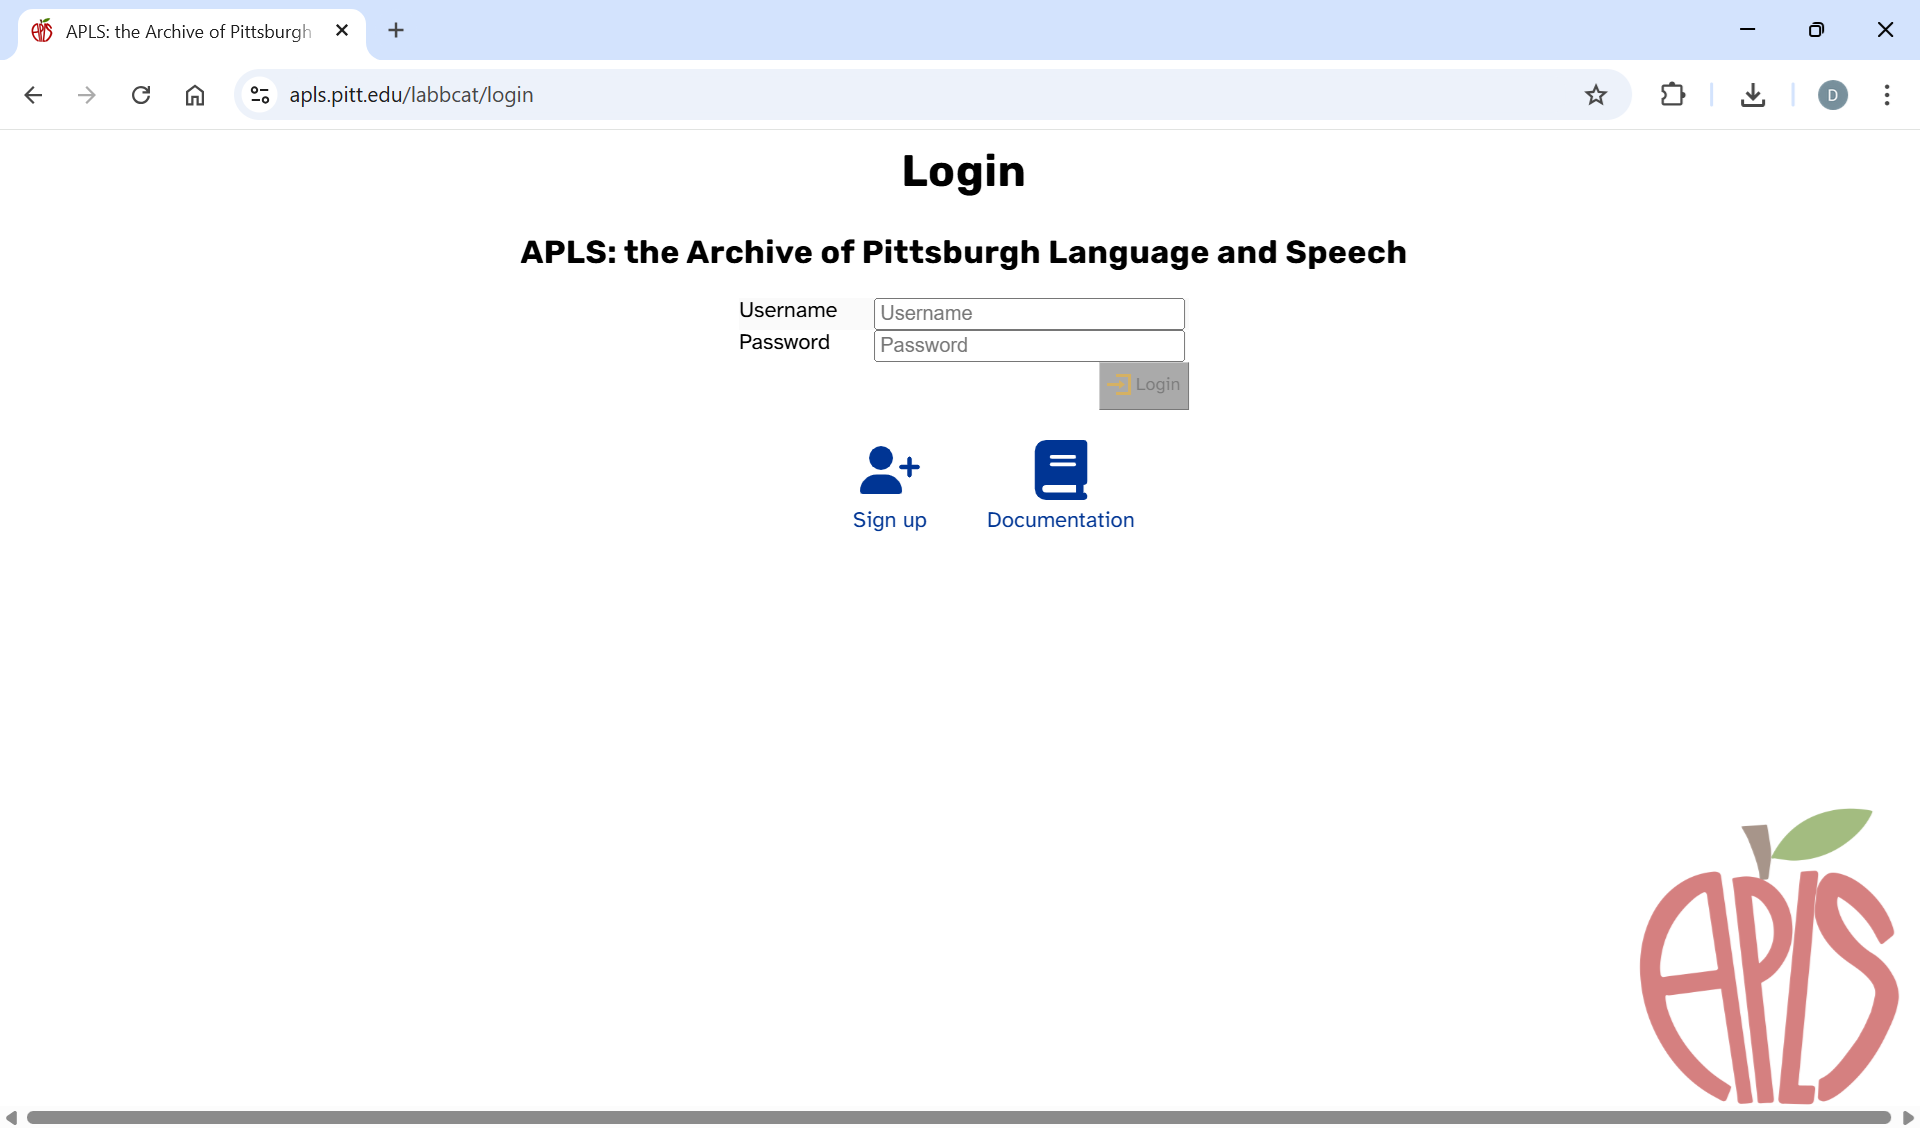 APLS: the Archive of Pittsburgh
apls.pitt.edu/labbcat/login
D
Login
APLS: the Archive of Pittsburgh Language and Speech
Username Username
Password Password
Login
Sign up Documentation
APLS